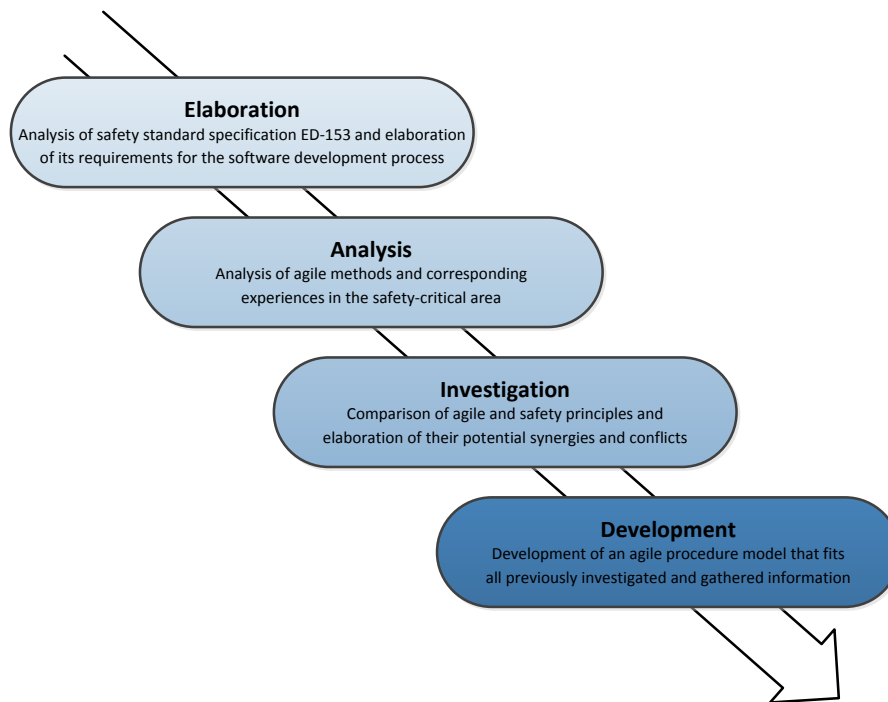 Elaboration
Analysis of safety standard specification ED-153 and elaboration
of its requirements for the software development process
Analysis
Analysis of agile methods and corresponding
experiences in the safety-critical area
Investigation
Comparison of agile and safety principles and
elaboration of their potential synergies and conflicts
Development
Development of an agile procedure model that fits
all previously investigated and gathered information